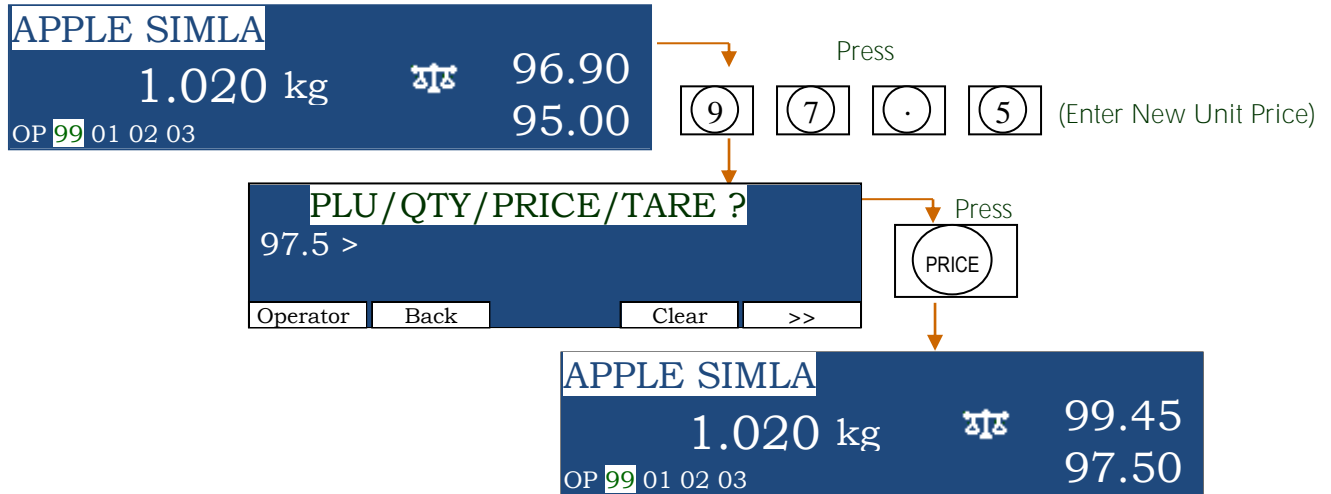 APPLE SIMLA
1.020 kg 96.90
95.00
OP 99 01 02 03
Press
9 7 . 5 (Enter New Unit Price)
PLU/QTY/PRICE/TARE ?
97.5 >
Operator Back Clear >>
Press
PRICE
APPLE SIMLA
1.020 kg 99.45
97.50
OP 99 01 02 03